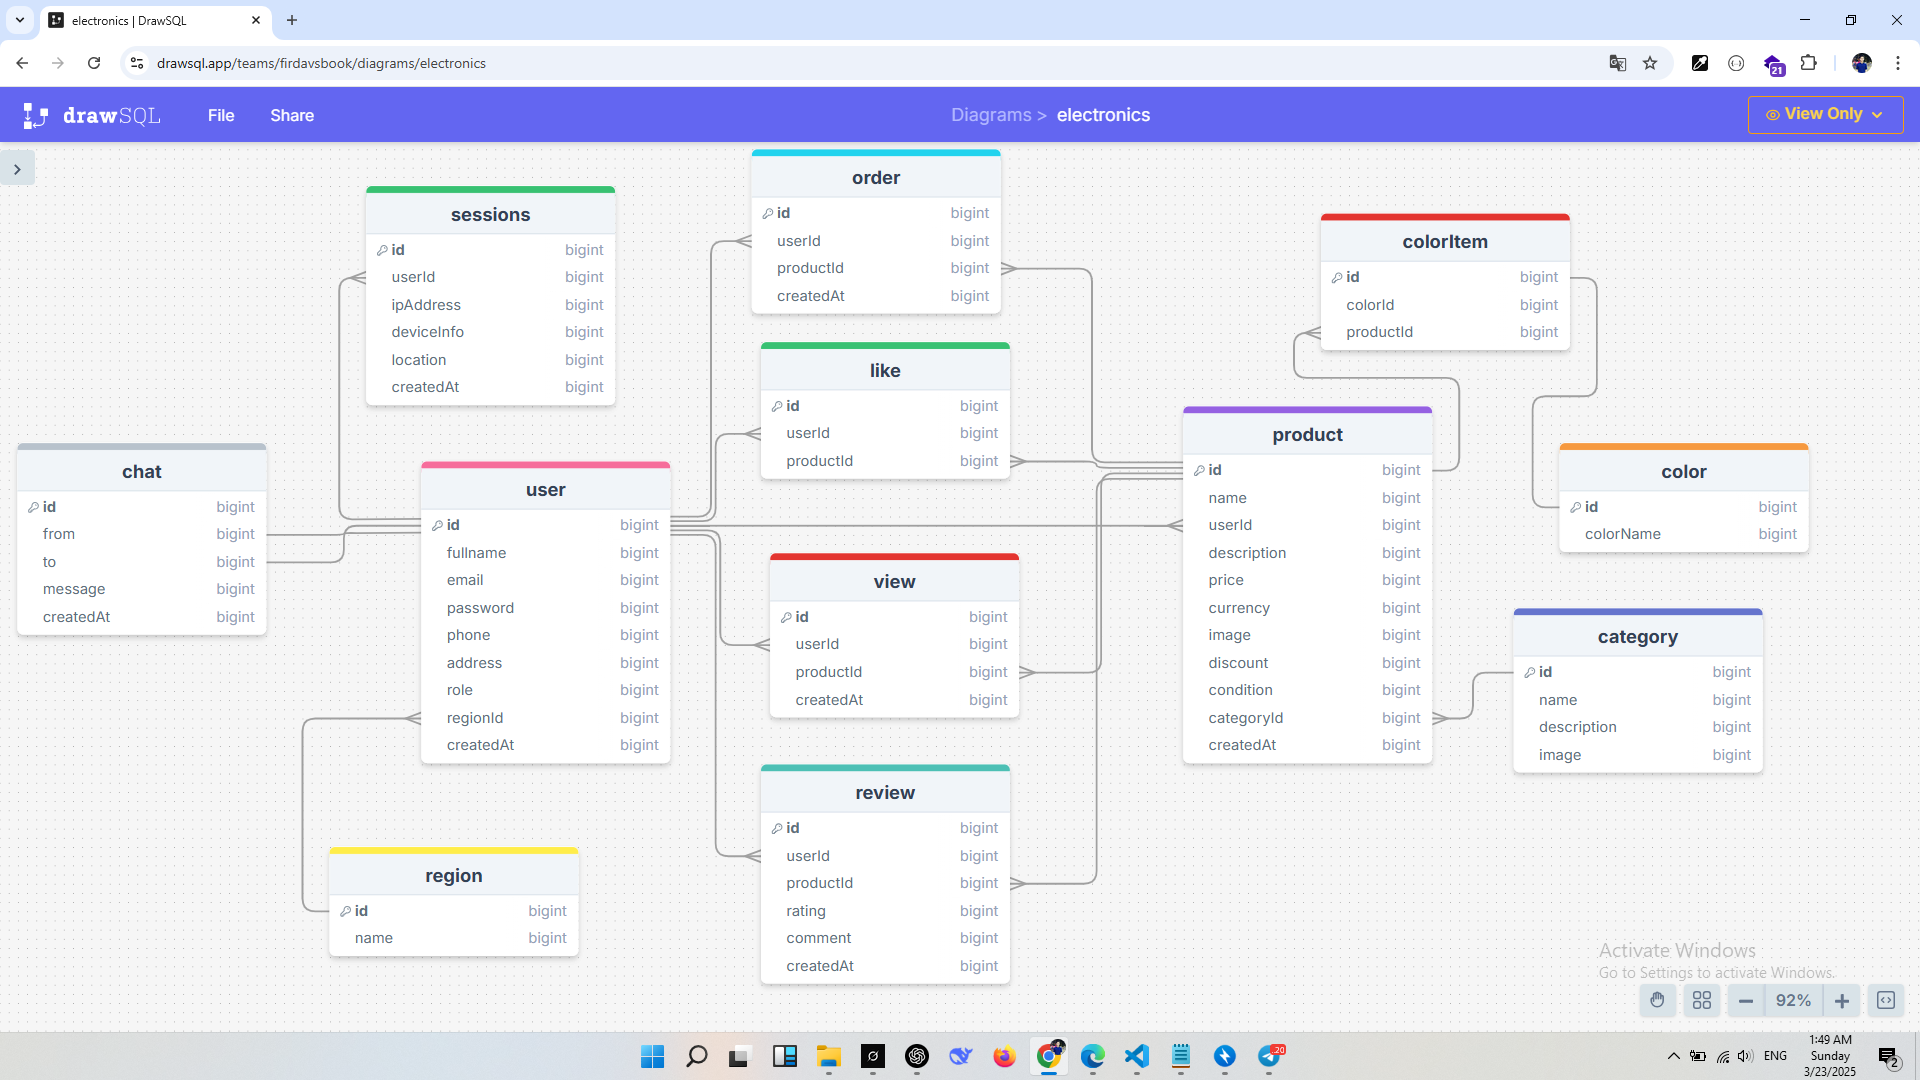 electronics | DrawSQL
drawsql.app/teams/firdavsbook/diagrams/electronics
21
drawSQL
File
Share
Diagrams > electronics
View Only
order
id bigint
userId bigint
productId bigint
createdAt bigint
sessions
id bigint
userId bigint
ipAddress bigint
deviceInfo bigint
location bigint
createdAt bigint
colorItem
id bigint
colorId bigint
productId bigint
like
id bigint
userId bigint
productId bigint
product
id bigint
name bigint
userId bigint
description bigint
price bigint
currency bigint
image bigint
discount bigint
condition bigint
categoryId bigint
createdAt bigint
chat
id bigint
from bigint
to bigint
message bigint
createdAt bigint
user
id bigint
fullname bigint
email bigint
password bigint
phone bigint
address bigint
role bigint
regionId bigint
createdAt bigint
color
id bigint
colorName bigint
view
id bigint
userId bigint
productId bigint
createdAt bigint
category
id bigint
name bigint
description bigint
image bigint
review
id bigint
userId bigint
productId bigint
rating bigint
comment bigint
createdAt bigint
region
id bigint
name bigint
Activate Windows
Go to Settings to activate Windows.
92%
20
ENG
1:49 AM
Sunday
3/23/2025
2